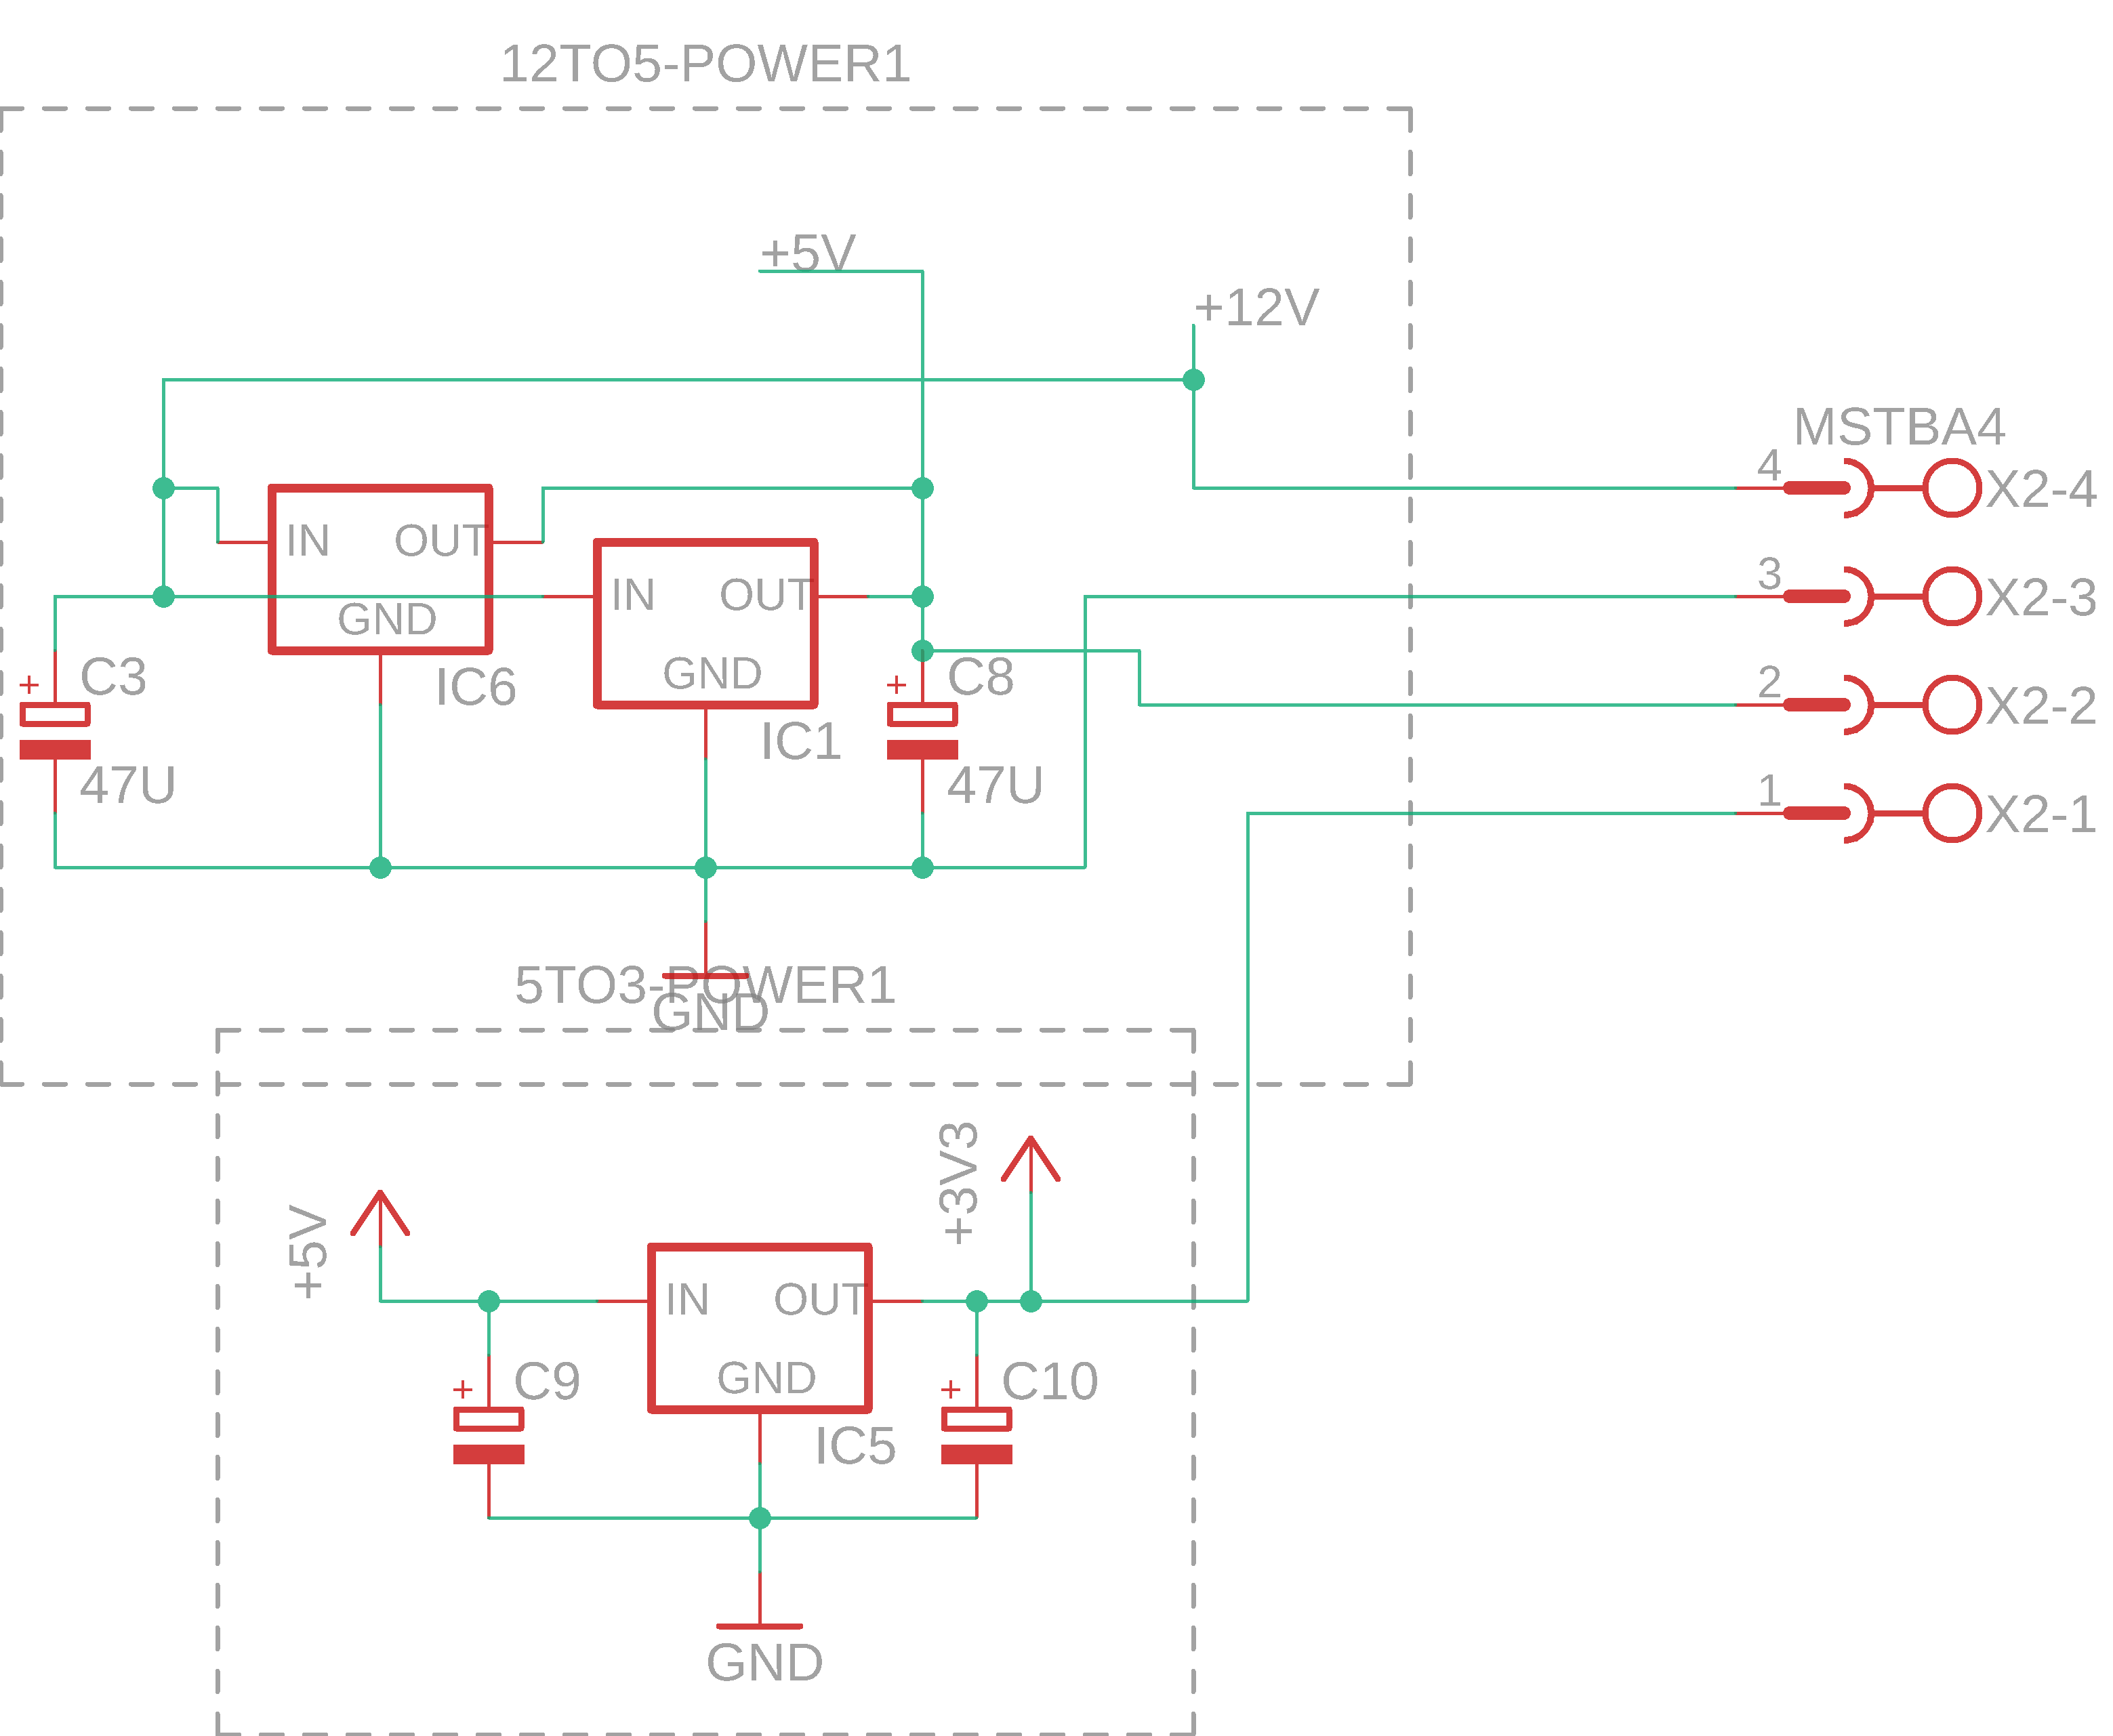 12TO5-POWER1
+5V
+12V
MSTBA4
4
X2-4
IN
OUT
GND
IC6
IN
OUT
GND
IC1
3
X2-3
+
C3
47U
+
C8
47U
2
X2-2
1
X2-1
5TO3-POWER1
GND
+5V
+3V3
IN
OUT
GND
IC5
+
C9
+
C10
GND